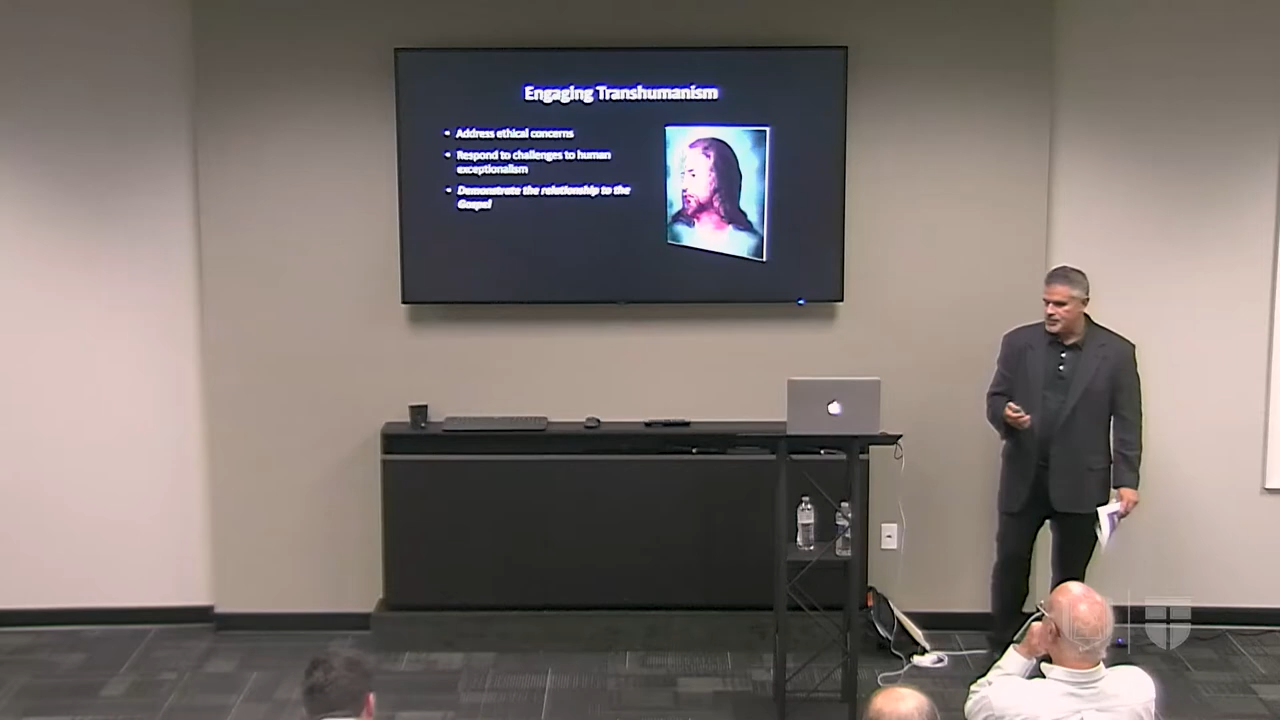 Engaging Transhumanism
• Address ethical concerns
• Respond to challenges to human
exceptionalism
• Demonstrate the relationship to the
Gospel